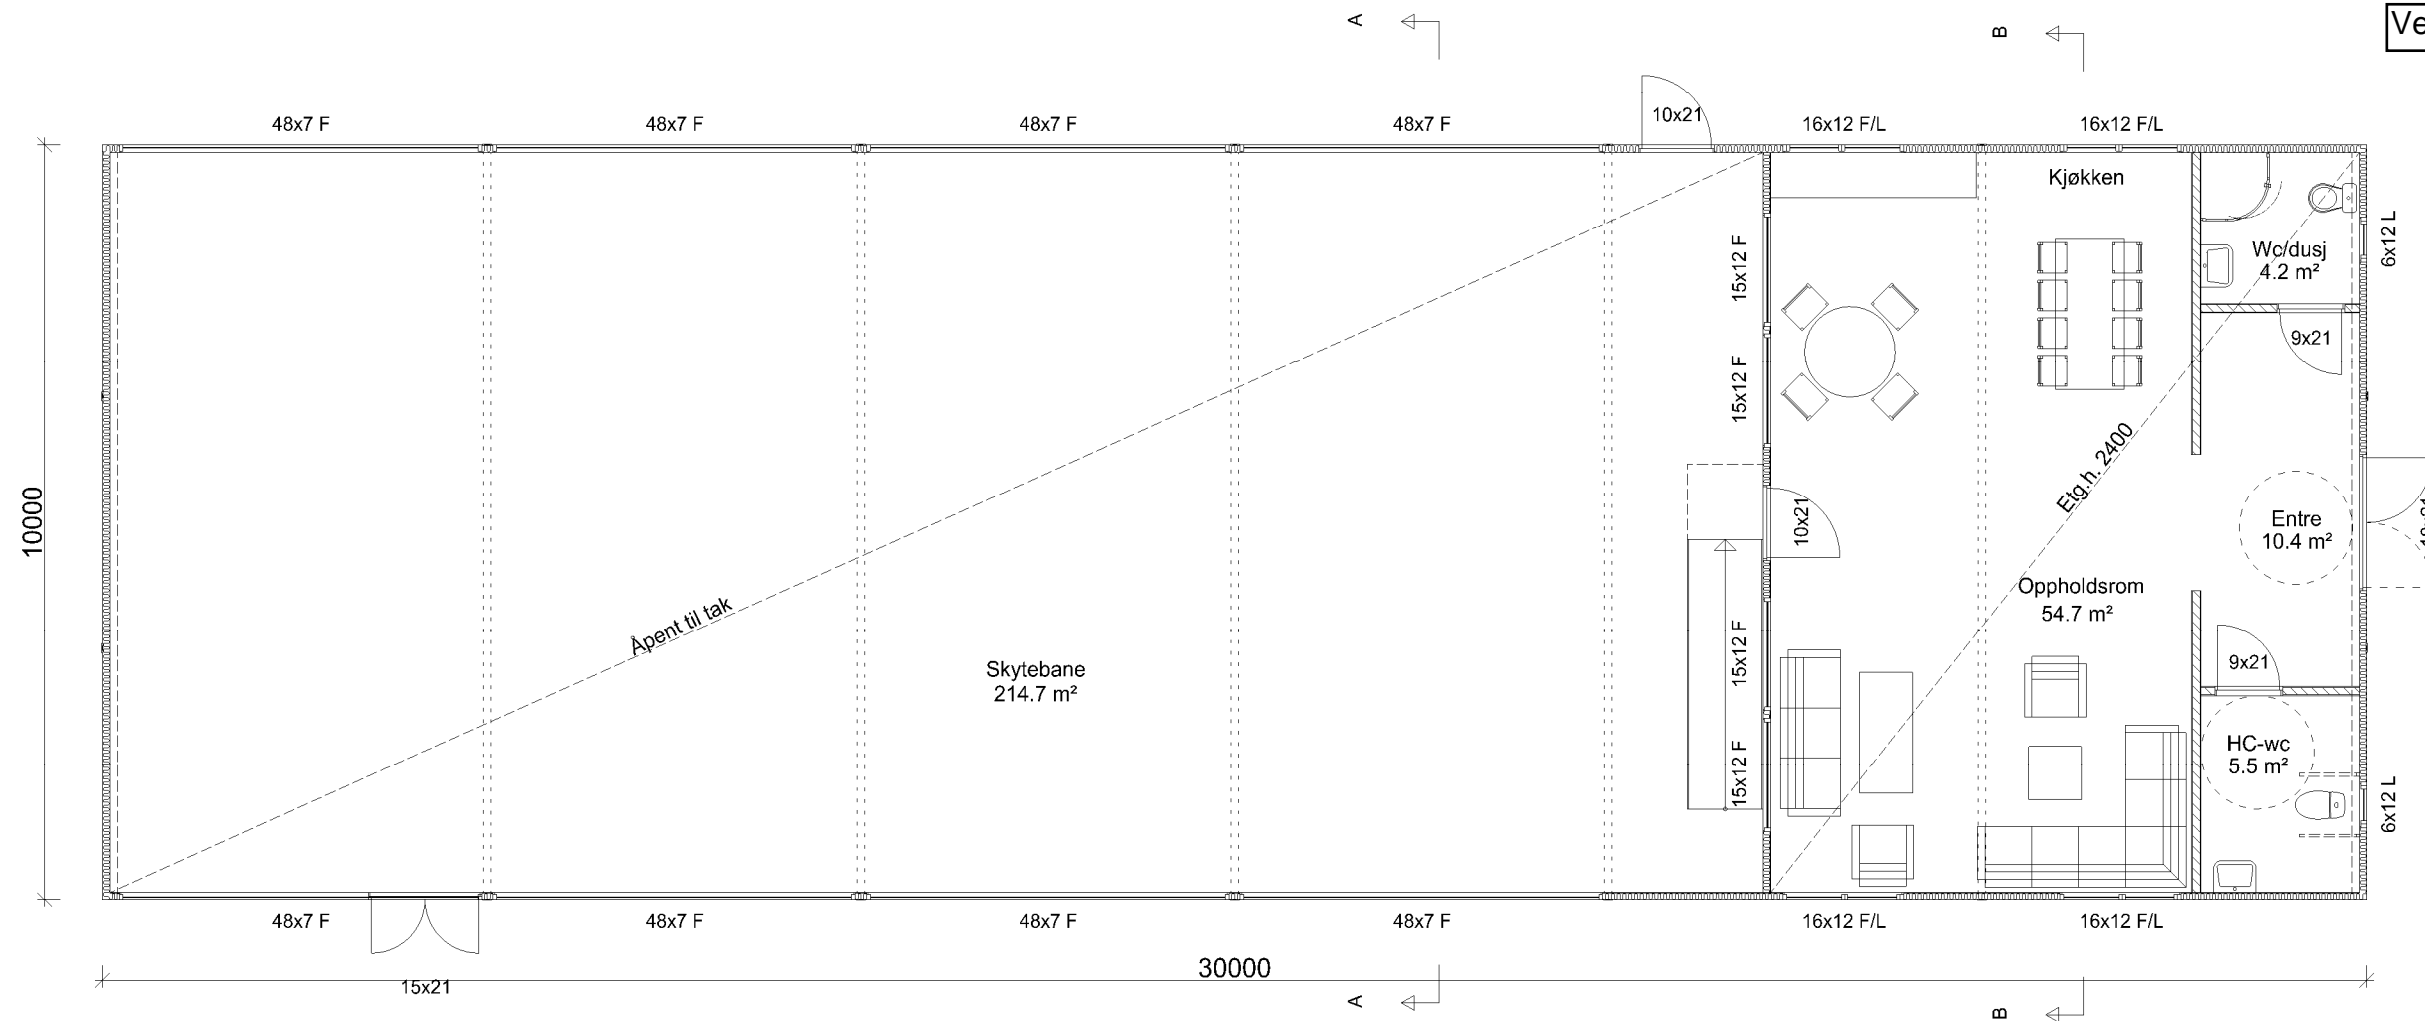 A
B
Ve
48x7 F
48x7 F
48x7 F
48x7 F
10x21
16x12 F/L
16x12 F/L
Kjøkken
6x12 L
Wc/dusj
4.2 m²
15x12 F
9x21
15x12 F
10000
Etg.h. 2400
10x21
Entre
10.4 m²
Oppholdsrom
54.7 m²
Åpent til tak
15x12 F
9x21
Skytebane
214.7 m²
HC-wc
5.5 m²
15x12 F
6x12 L
48x7 F
48x7 F
48x7 F
48x7 F
16x12 F/L
16x12 F/L
30000
15x21
A
B